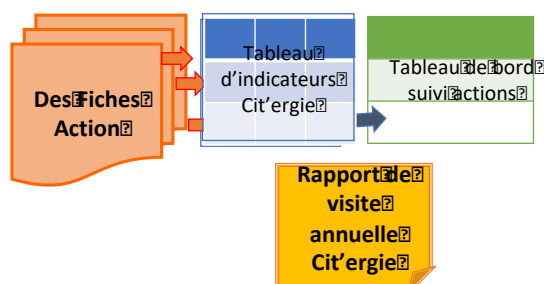 Des Fiches
Action
Tableau
d'indicateurs
Cit'ergie
Tableau de bord
suivi actions
Rapport de
visite
annuelle
Cit'ergie